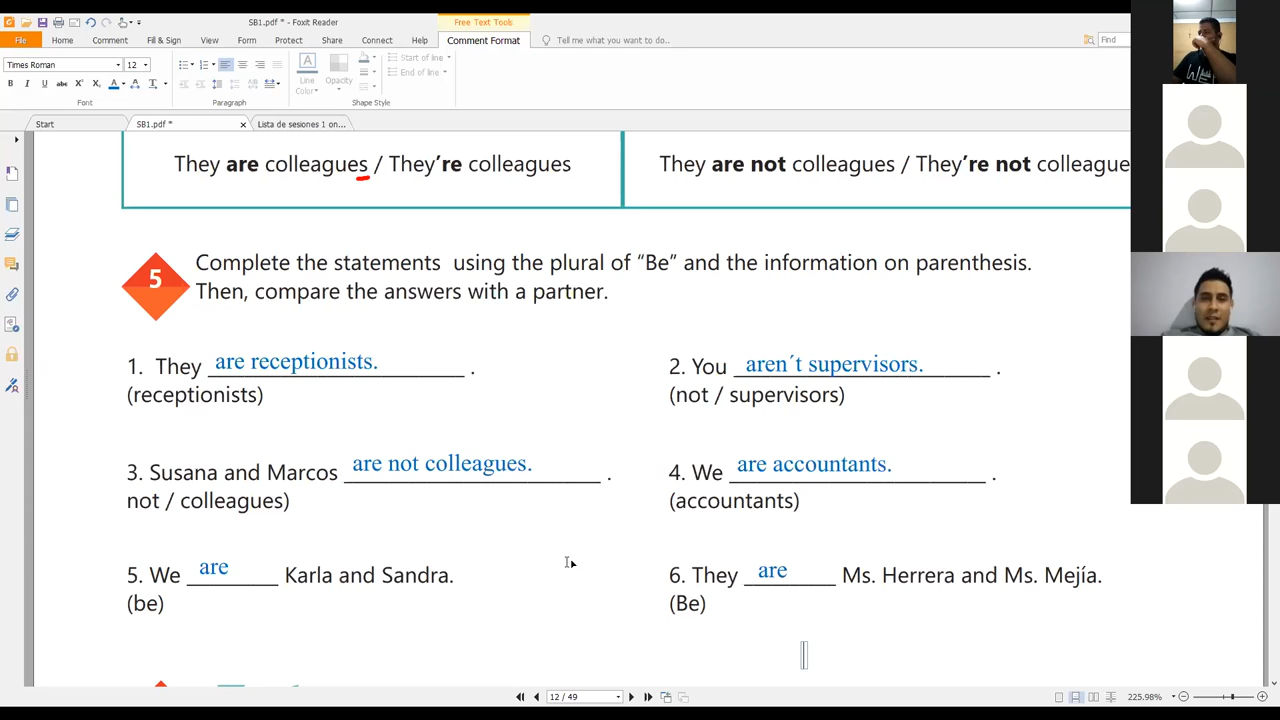 SB1.pdf * - Foxit Reader
Free Text Tools
File Home Comment Fill & Sign View Form Protect Share Connect Help Comment Format Tell me what you want to do.. Find
Times Roman 12 Line Color Opacity Start of line End of line
Font Paragraph Shape Style
Start SB1.pdf * Lista de sesiones 1 on...
They are colleagues / They're colleagues
They are not colleagues / They're not colleague
5
Complete the statements using the plural of “Be” and the information on parenthesis.
Then, compare the answers with a partner.
1. They are receptionists. .
(receptionists)
2. You aren´t supervisors. .
(not / supervisors)
3. Susana and Marcos are not colleagues. .
not / colleagues)
4. We are accountants. .
(accountants)
5. We are Karla and Sandra.
(be)
6. They are Ms. Herrera and Ms. Mejía.
(Be)
12 / 49
225.98%